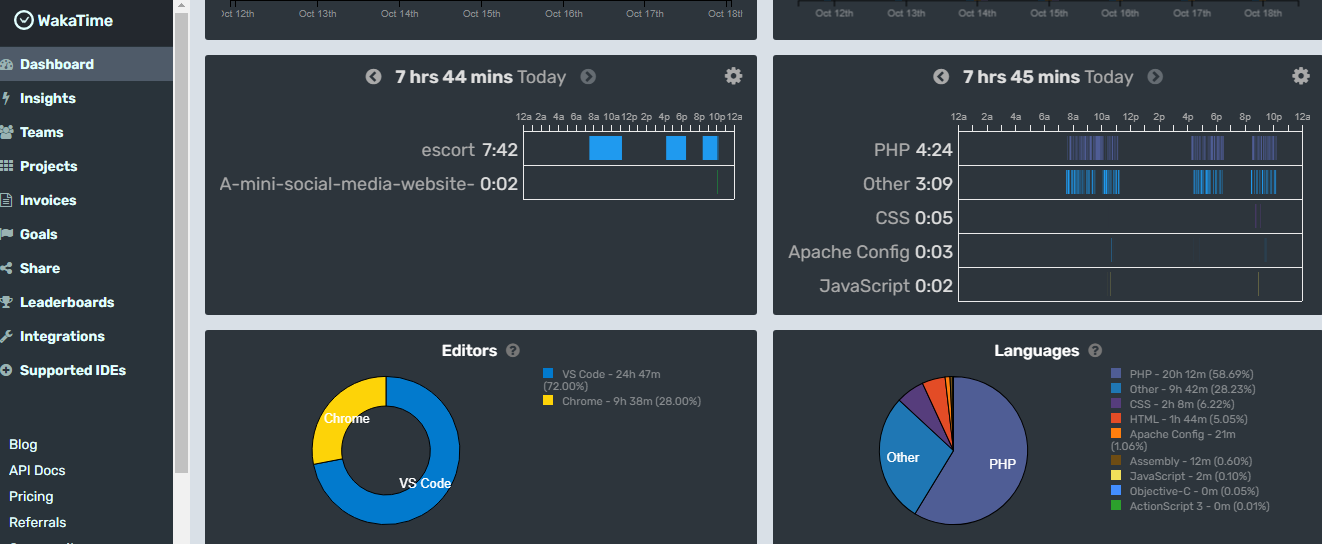 WakaTime
Dashboard
Insights
Teams
Projects
Invoices
Goals
Share
Leaderboards
Integrations
Supported IDEs
Blog
API Docs
Pricing
Referrals
Oct 12th Oct 13th Oct 14th Oct 15th Oct 16th Oct 17th Oct 18th
Oct 12th Oct 13th Oct 14th Oct 15th Oct 16th Oct 17th Oct 18th
7 hrs 44 mins Today
12a 2a 4a 6a 8a 10a 12p 2p 4p 6p 8p 10p 12a
escort 7:42
A-mini-social-media-website- 0:02
7 hrs 45 mins Today
12a 2a 4a 6a 8a 10a 12p 2p 4p 6p 8p 10p 12a
PHP 4:24
Other 3:09
CSS 0:05
Apache Config 0:03
JavaScript 0:02
Editors ?
Chrome
VS Code
VS Code - 24h 47m
(72.00%)
Chrome - 9h 38m (28.00%)
Languages ?
Other
PHP
PHP - 20h 12m (58.69%)
Other - 9h 42m (28.23%)
CSS - 2h 8m (6.22%)
HTML - 1h 44m (5.05%)
Apache Config - 21m
(1.06%)
Assembly - 12m (0.60%)
JavaScript - 2m (0.10%)
Objective-C - 0m (0.05%)
ActionScript 3 - 0m (0.01%)